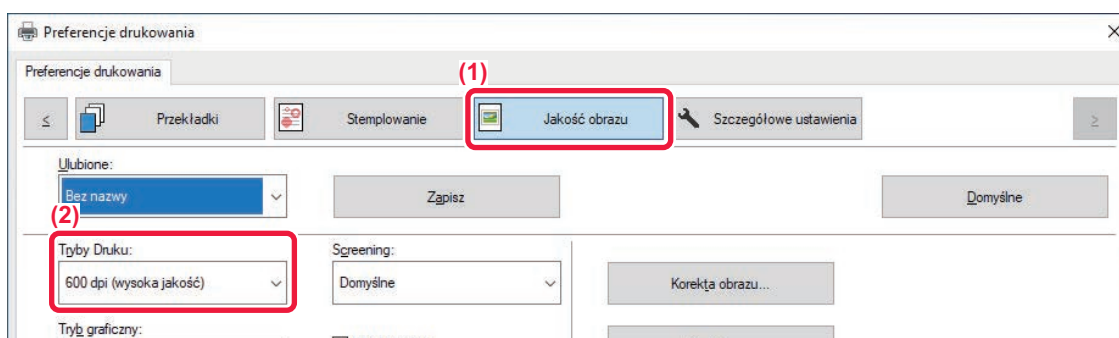 Preferencje drukowania
Preferencje drukowania
(1)
Przekładki Stemplowanie Jakość obrazu Szczegółowe ustawienia
Ulubione:
Bez nazwy Zapisz Domyślne
(2)
Tryby Druku: Screening:
600 dpi (wysoka jakość) Domyślne Korekta obrazu...
Tryb graficzny: